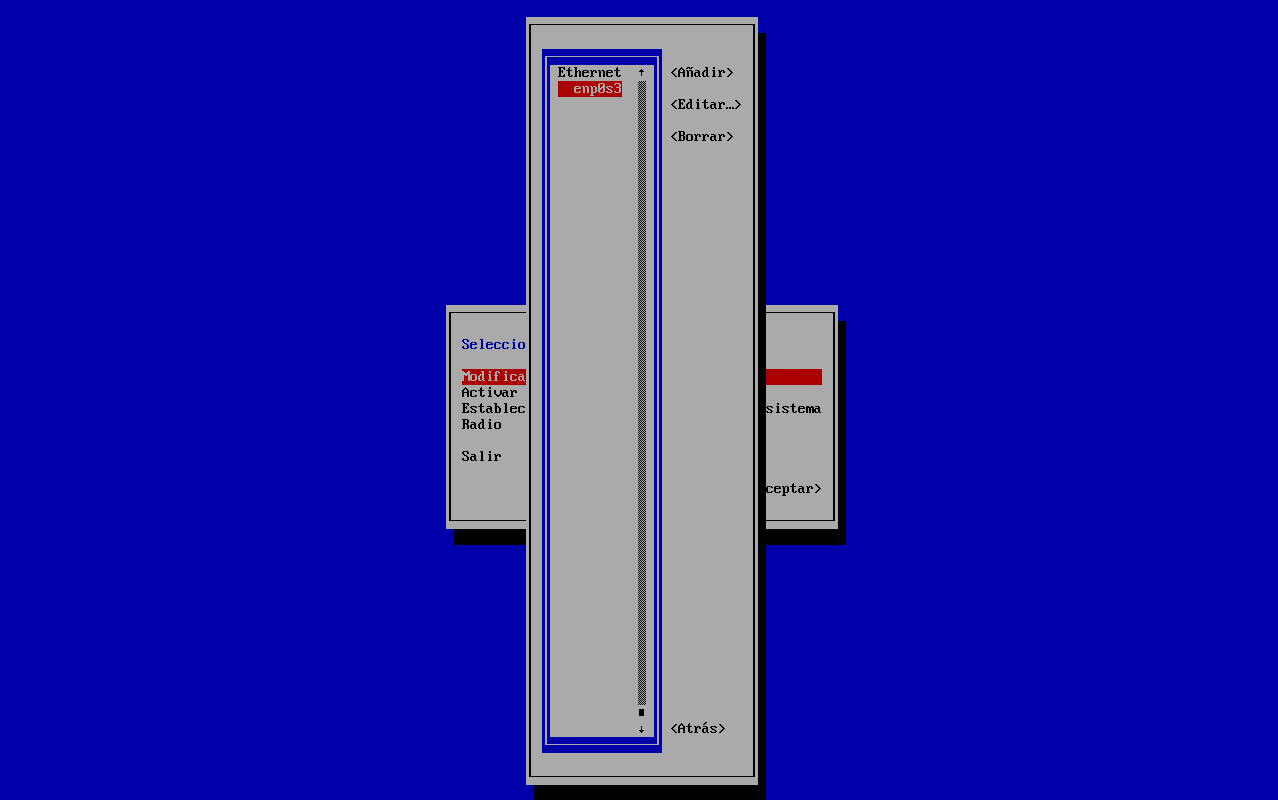 Ethernet
enp0s3
<Añadir>
<Editar…>
<Borrar>
<Atrás>
Seleccio
Modifica
Activar
Establec
sistema
Radio
Salir
ceptar>